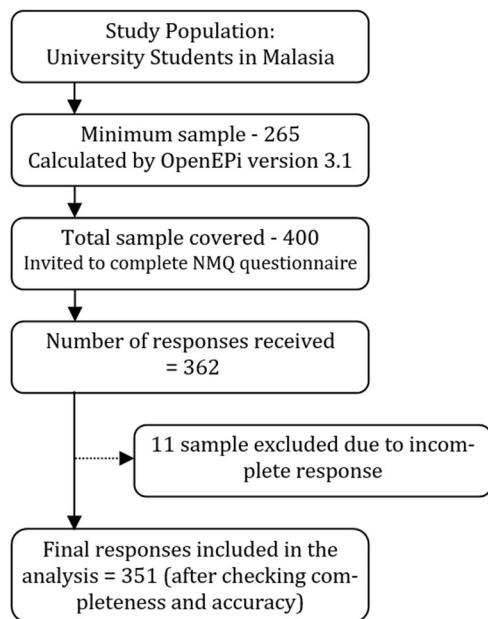 Study Population:
University Students in Malasia
Minimum sample - 265
Calculated by OpenEPi version 3.1
Total sample covered - 400
Invited to complete NMQ questionnaire
Number of responses received
= 362
11 sample excluded due to incom-
plete response
Final responses included in the
analysis = 351 (after checking com-
pleteness and accuracy)